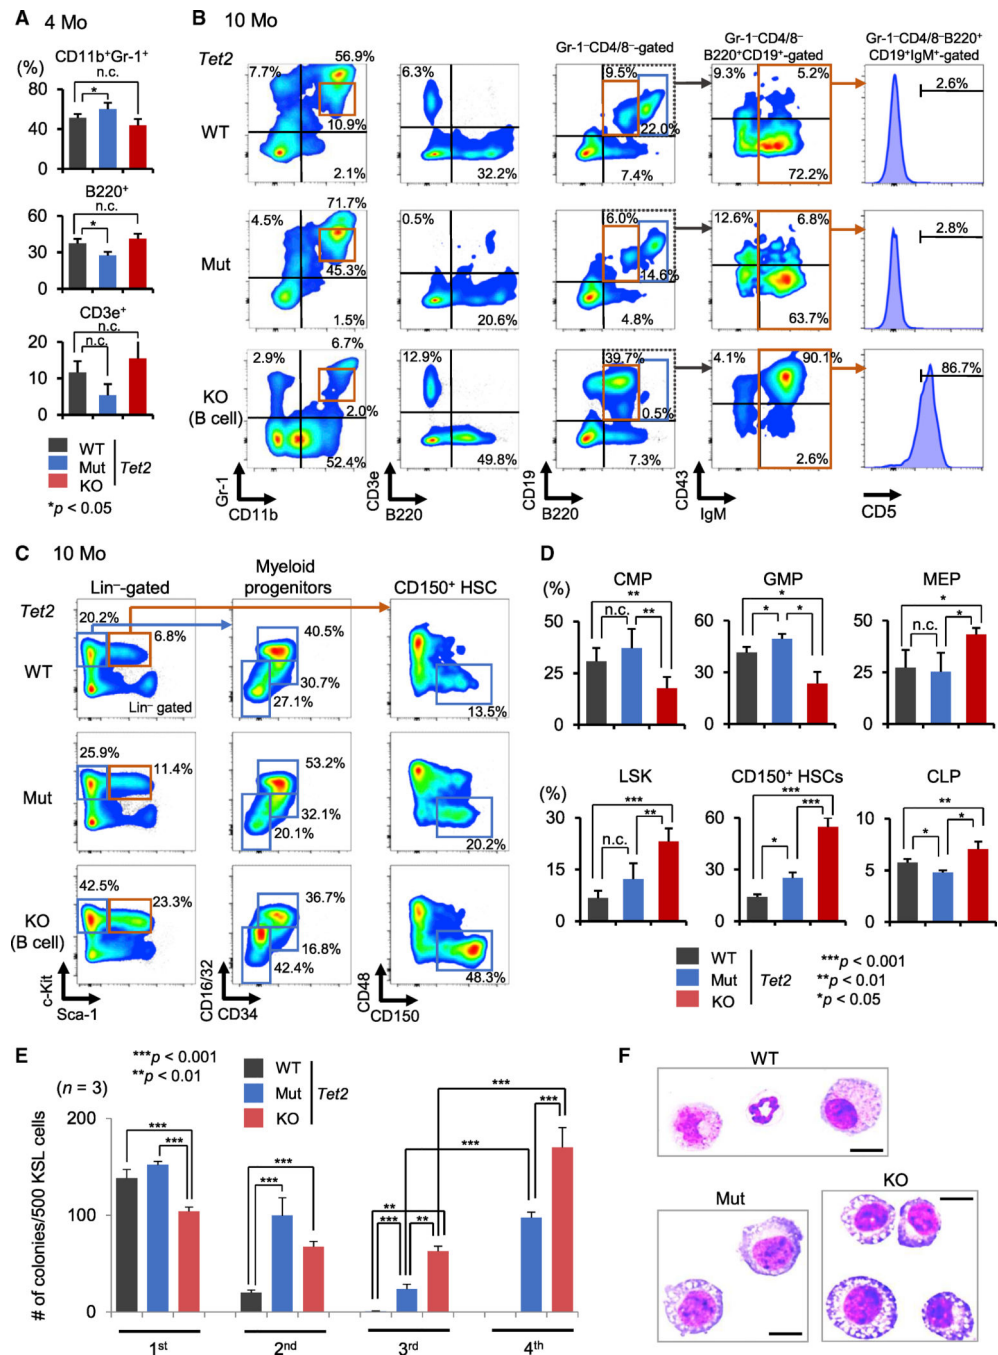 A 4 Mo
CD11b⁺Gr-1⁺
(%)
n.c.
*
80
40
0
B220⁺
n.c.
*
60
30
0
CD3e⁺
n.c.
n.c.
20
10
0
WT
Mut
KO
Tet2
*p < 0.05
B 10 Mo
Gr-1⁻CD4/8⁻-gated
Gr-1⁻CD4/8⁻
B220⁺CD19⁺-gated
Gr-1⁻CD4/8⁻B220⁺
CD19⁺IgM⁺-gated
Tet2
WT
7.7%
56.9%
10.9%
2.1%
6.3%
32.2%
9.5%
22.0%
7.4%
9.3%
5.2%
72.2%
2.6%
Mut
4.5%
71.7%
45.3%
1.5%
0.5%
20.6%
6.0%
14.6%
4.8%
12.6%
6.8%
63.7%
2.8%
KO
(B cell)
2.9%
6.7%
2.0%
52.4%
12.9%
49.8%
39.7%
0.5%
7.3%
4.1%
90.1%
2.6%
86.7%
Gr-1
CD11b
CD3e
B220
CD19
B220
CD43
IgM
CD5
C 10 Mo
Lin⁻-gated
Myeloid
progenitors
CD150⁺ HSC
Tet2
WT
20.2%
6.8%
Lin⁻ gated
40.5%
30.7%
27.1%
13.5%
Mut
25.9%
11.4%
53.2%
32.1%
20.1%
20.2%
KO
(B cell)
42.5%
23.3%
36.7%
16.8%
42.4%
48.3%
c-Kit
Sca-1
CD16/32
CD34
CD48
CD150
D
(%)
CMP
**
n.c.
**
50
25
0
GMP
*
*
*
60
30
0
MEP
*
n.c.
*
50
25
0
(%)
LSK
***
n.c.
**
30
15
0
CD150⁺ HSCs
***
*
***
60
30
0
CLP
**
*
*
10
5
0
WT
Mut
KO
Tet2
***p < 0.001
**p < 0.01
*p < 0.05
E
***p < 0.001
**p < 0.01
(n = 3)
WT
Mut
KO
Tet2
# of colonies/500 KSL cells
200
100
0
***
***
***
***
**
***
**
***
***
***
1st
2nd
3rd
4th
F
WT
Mut
KO